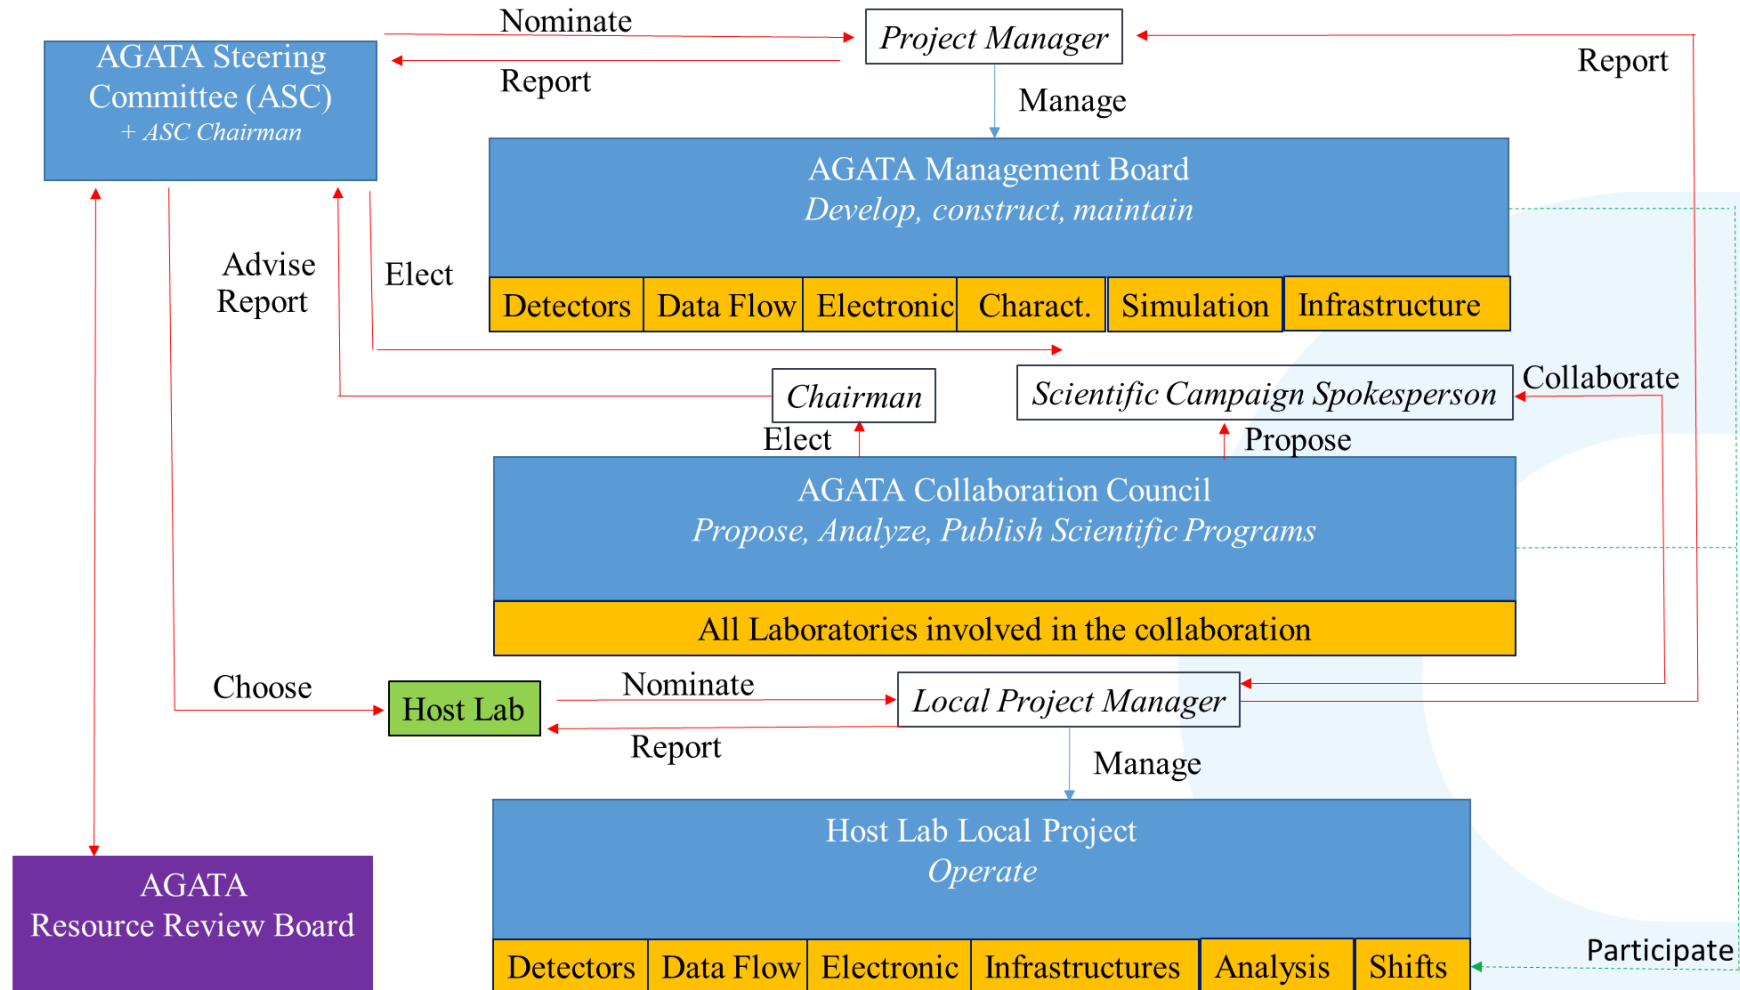 Nominate
Project Manager
Report
Report
AGATA Steering
Committee (ASC)
+ ASC Chairman
Manage
AGATA Management Board
Develop, construct, maintain
Advise
Report
Elect
Detectors
Data Flow
Electronic
Charact.
Simulation
Infrastructure
Chairman
Scientific Campaign Spokesperson
Collaborate
Elect
Propose
AGATA Collaboration Council
Propose, Analyze, Publish Scientific Programs
All Laboratories involved in the collaboration
Choose
Host Lab
Nominate
Local Project Manager
Report
Manage
Host Lab Local Project
Operate
AGATA
Resource Review Board
Detectors
Data Flow
Electronic
Infrastructures
Analysis
Shifts
Participate